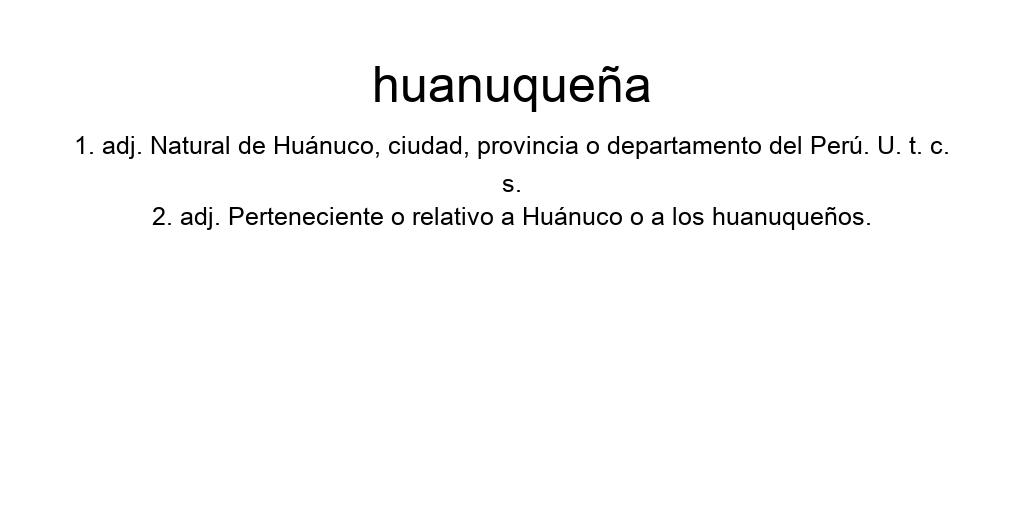 huanuqueña
1. adj. Natural de Huánuco, ciudad, provincia o departamento del Perú. U. t. c.
s.
2. adj. Perteneciente o relativo a Huánuco o a los huanuqueños.